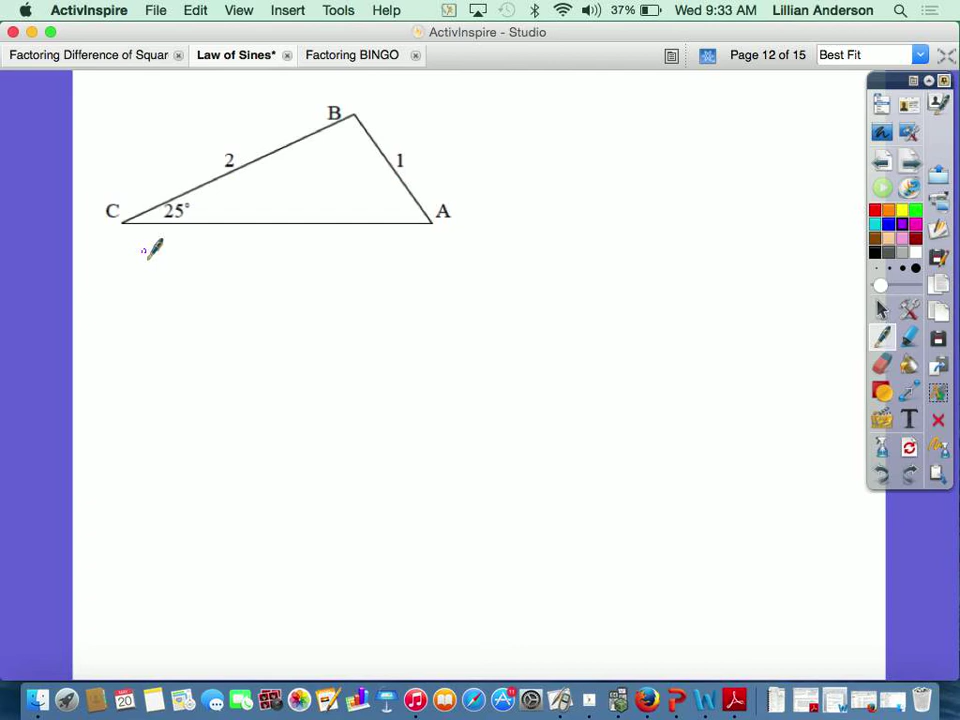 ActivInspire File Edit View Insert Tools Help 37% Wed 9:33 AM Lillian Anderson
ActivInspire - Studio
Factoring Difference of Squar Law of Sines* Factoring BINGO Page 12 of 15 Best Fit
B
2 1
C 25° A
T
20